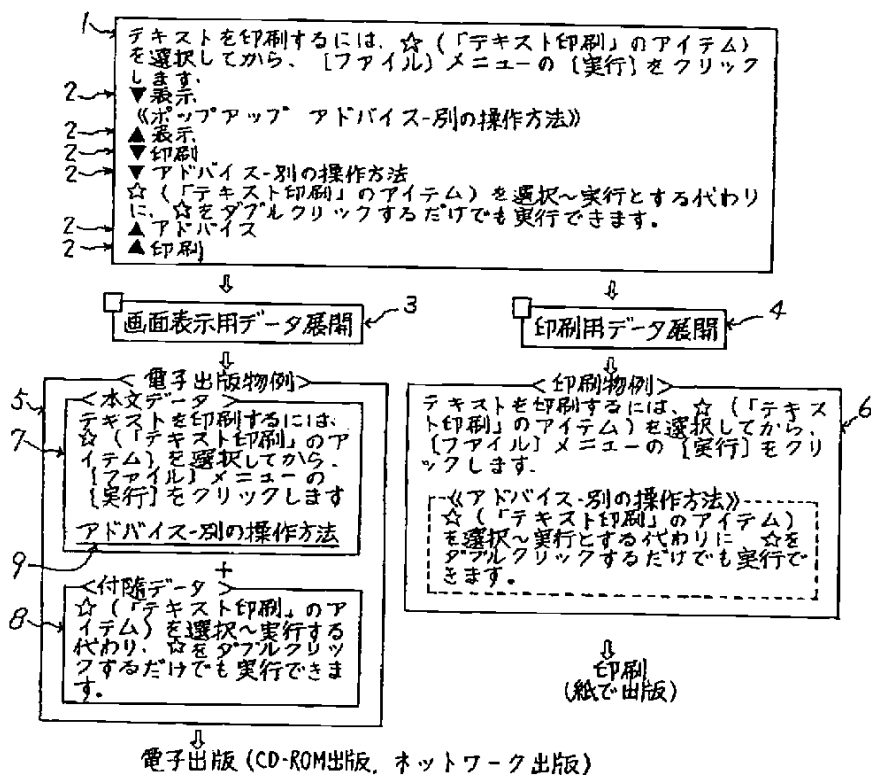 1
テキストを印刷するには、☆(「テキスト印刷」のアイテム)
を選択してから、[ファイル]メニューの[実行]をクリック
します.
2 ▼表示
《ポップアップ アドバイス-別の操作方法》
2 ▲表示
2 ▼印刷
2 ▼アドバイス-別の操作方法
☆(「テキスト印刷」のアイテム)を選択〜実行とする代わり
に、☆をダブルクリックするだけでも実行できます。
2 ▲アドバイス
2 ▲印刷
画面表示用データ展開 3
印刷用データ展開 4
5
<電子出版物例>
7
<本文データ>
テキストを印刷するには、
☆(「テキスト印刷」のア
イテム)を選択してから、
[ファイル]メニューの
[実行]をクリックします
アドバイス-別の操作方法
9
+
8
<付随データ>
☆(「テキスト印刷」のア
イテム)を選択〜実行する
代わり、☆をダブルクリッ
クするだけでも実行できま
す。
電子出版(CD-ROM出版, ネットワーク出版)
<印刷物例>
6
テキストを印刷するには、☆(「テキス
ト印刷」のアイテム)を選択してから、
[ファイル]メニューの[実行]をクリ
ックします.
《アドバイス-別の操作方法》
☆(「テキスト印刷」のアイテム)
を選択〜実行とする代わりに、☆を
ダブルクリックするだけでも実行で
きます。
印刷
(紙で出版)